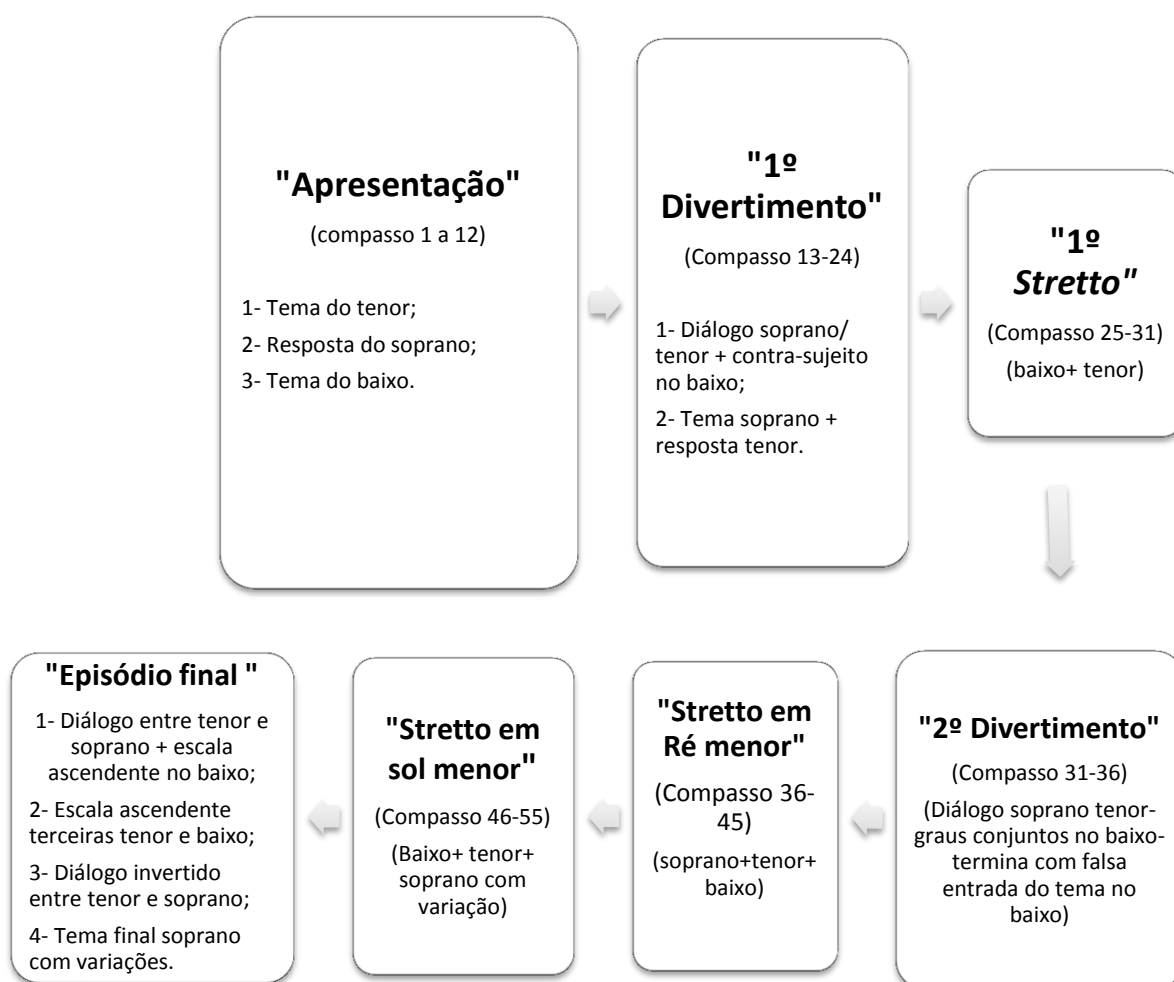 "Apresentação"
(compasso 1 a 12)
1- Tema do tenor;
2- Resposta do soprano;
3- Tema do baixo.
"1º
Divertimento"
(Compasso 13-24)
1- Diálogo soprano/
tenor + contra-sujeito
no baixo;
2- Tema soprano +
resposta tenor.
"1º
Stretto"
(Compasso 25-31)
(baixo+ tenor)
"2º Divertimento"
(Compasso 31-36)
(Diálogo soprano tenor-
graus conjuntos no baixo-
termina com falsa
entrada do tema no
baixo)
"Stretto em
Ré menor"
(Compasso 36-
45)
(soprano+tenor+
baixo)
"Stretto em
sol menor"
(Compasso 46-55)
(Baixo+ tenor+
soprano com
variação)
"Episódio final "
1- Diálogo entre tenor e
soprano + escala
ascendente no baixo;
2- Escala ascendente
terceiras tenor e baixo;
3- Diálogo invertido
entre tenor e soprano;
4- Tema final soprano
com variações.